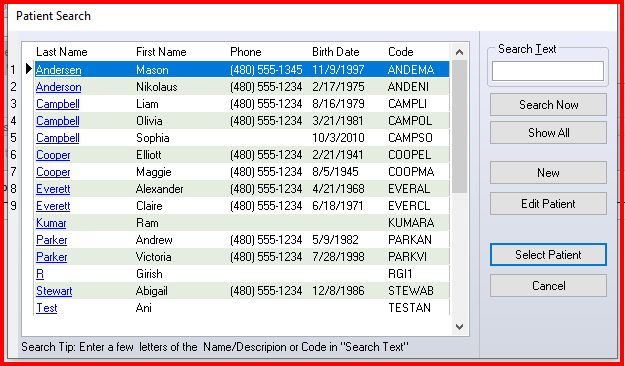 Patient Search
Last Name First Name Phone Birth Date Code
1 Andersen Mason (480) 555-1345 11/9/1997 ANDEMA
2 Anderson Nikolaus (480) 555-1234 2/17/1975 ANDENI
3 Campbell Liam (480) 555-1234 8/16/1979 CAMPLI
4 Campbell Olivia (480) 555-1234 3/21/1981 CAMPOL
5 Campbell Sophia 10/3/2010 CAMPSO
6 Cooper Elliott (480) 555-1234 2/21/1941 COOPEL
7 Cooper Maggie (480) 555-1234 8/5/1945 COOPMA
8 Everett Alexander (480) 555-1234 4/21/1968 EVERAL
9 Everett Claire (480) 555-1234 6/18/1971 EVERCL
Kumar Ram KUMARA
Parker Andrew (480) 555-1234 5/9/1982 PARKAN
Parker Victoria (480) 555-1234 7/28/1998 PARKVI
R Girish RGI1
Stewart Abigail (480) 555-1234 12/8/1986 STEWAB
Test Ani TESTAN
Search Tip: Enter a few letters of the Name/Descripion or Code in "Search Text"
Search Text
Search Now
Show All
New
Edit Patient
Select Patient
Cancel